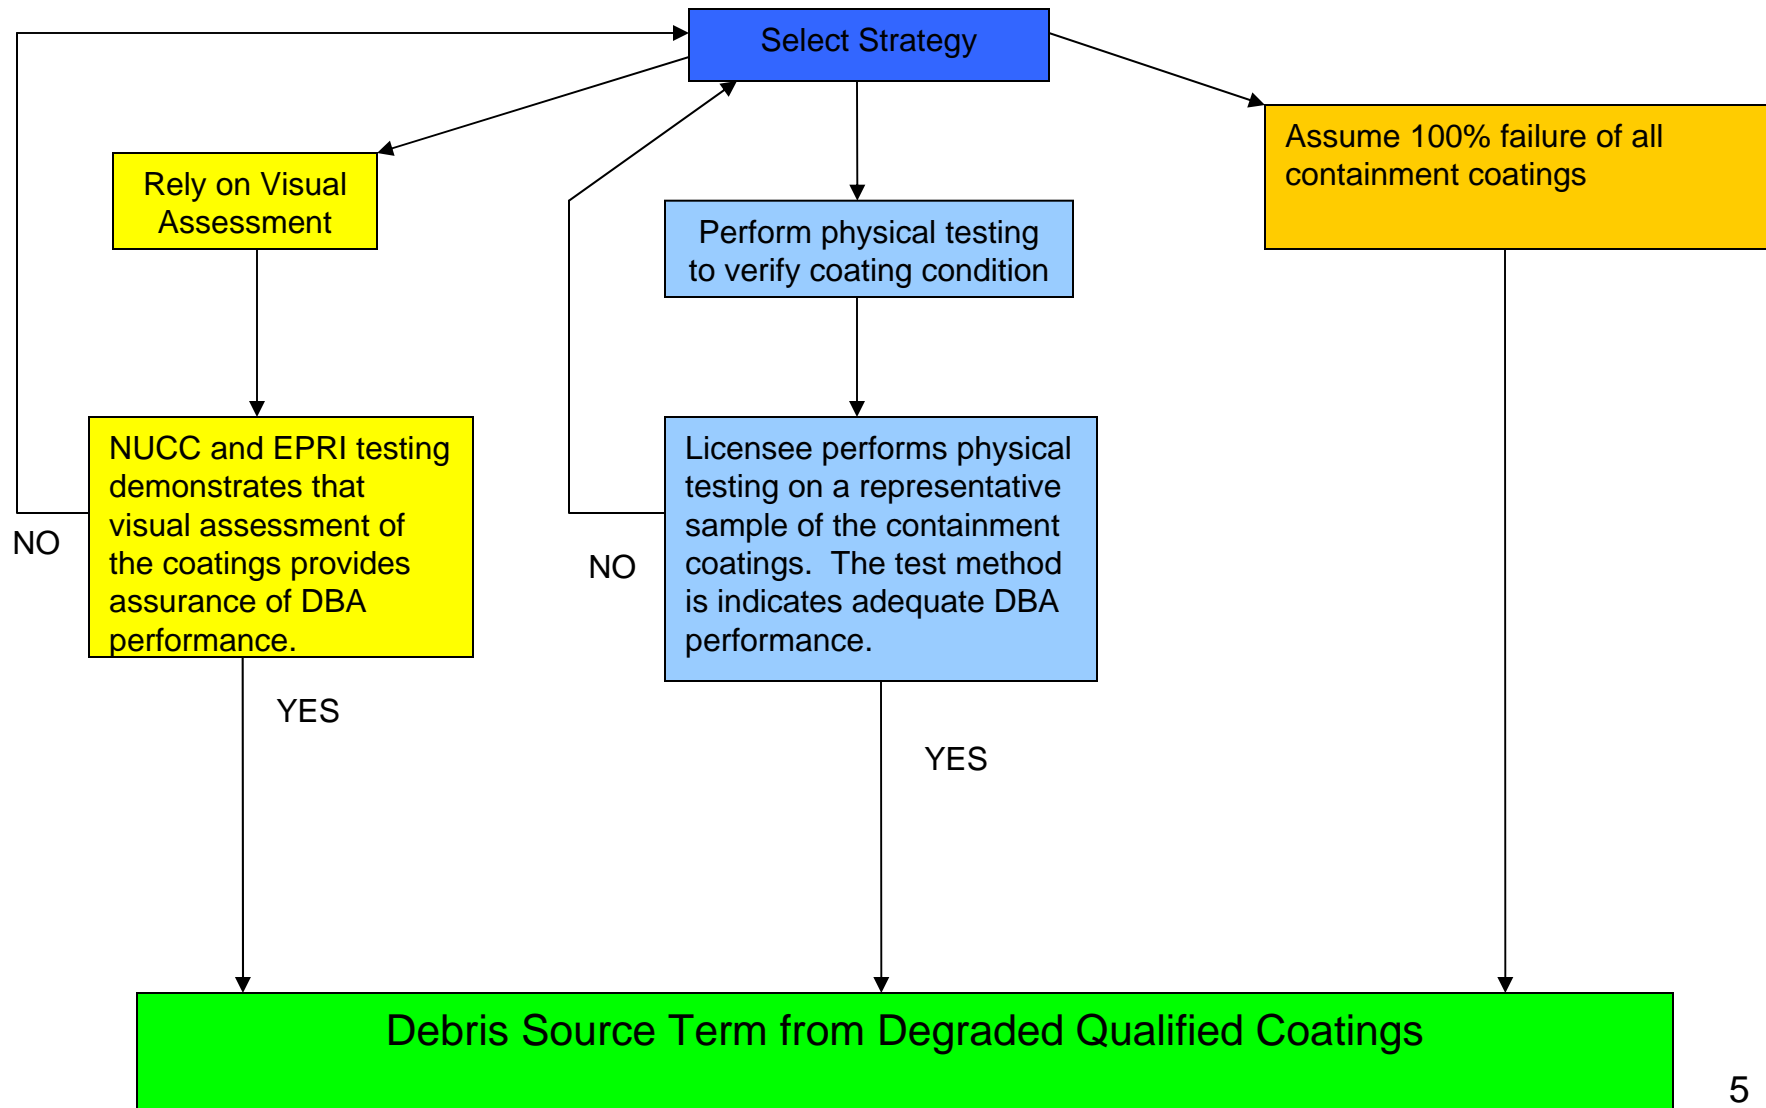 Select Strategy
Rely on Visual
Assessment
Perform physical testing
to verify coating condition
Assume 100% failure of all
containment coatings
NUCC and EPRI testing
demonstrates that
visual assessment of
the coatings provides
assurance of DBA
performance.
NO
Licensee performs physical
testing on a representative
sample of the containment
coatings.  The test method
is indicates adequate DBA
performance.
NO
YES
YES
Debris Source Term from Degraded Qualified Coatings
5